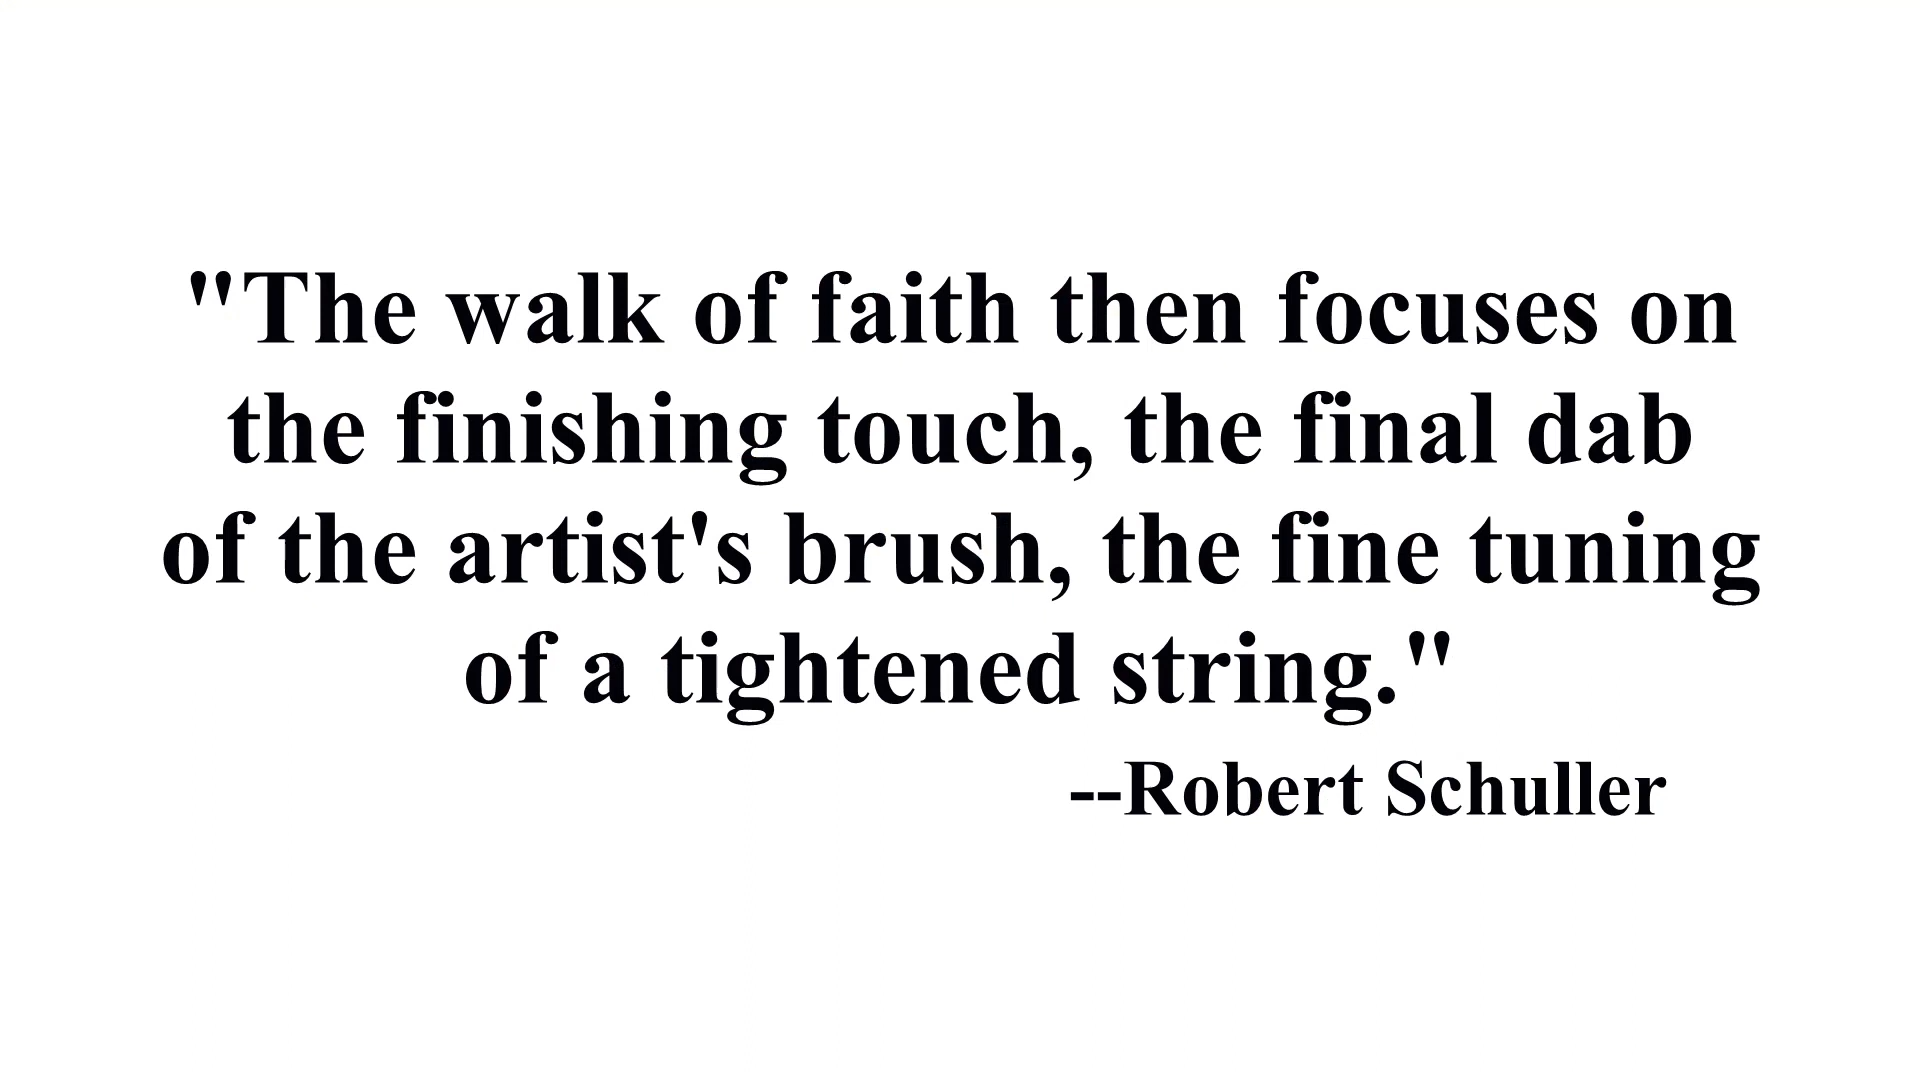 "The walk of faith then focuses on
the finishing touch, the final dab
of the artist's brush, the fine tuning
of a tightened string."
--Robert Schuller